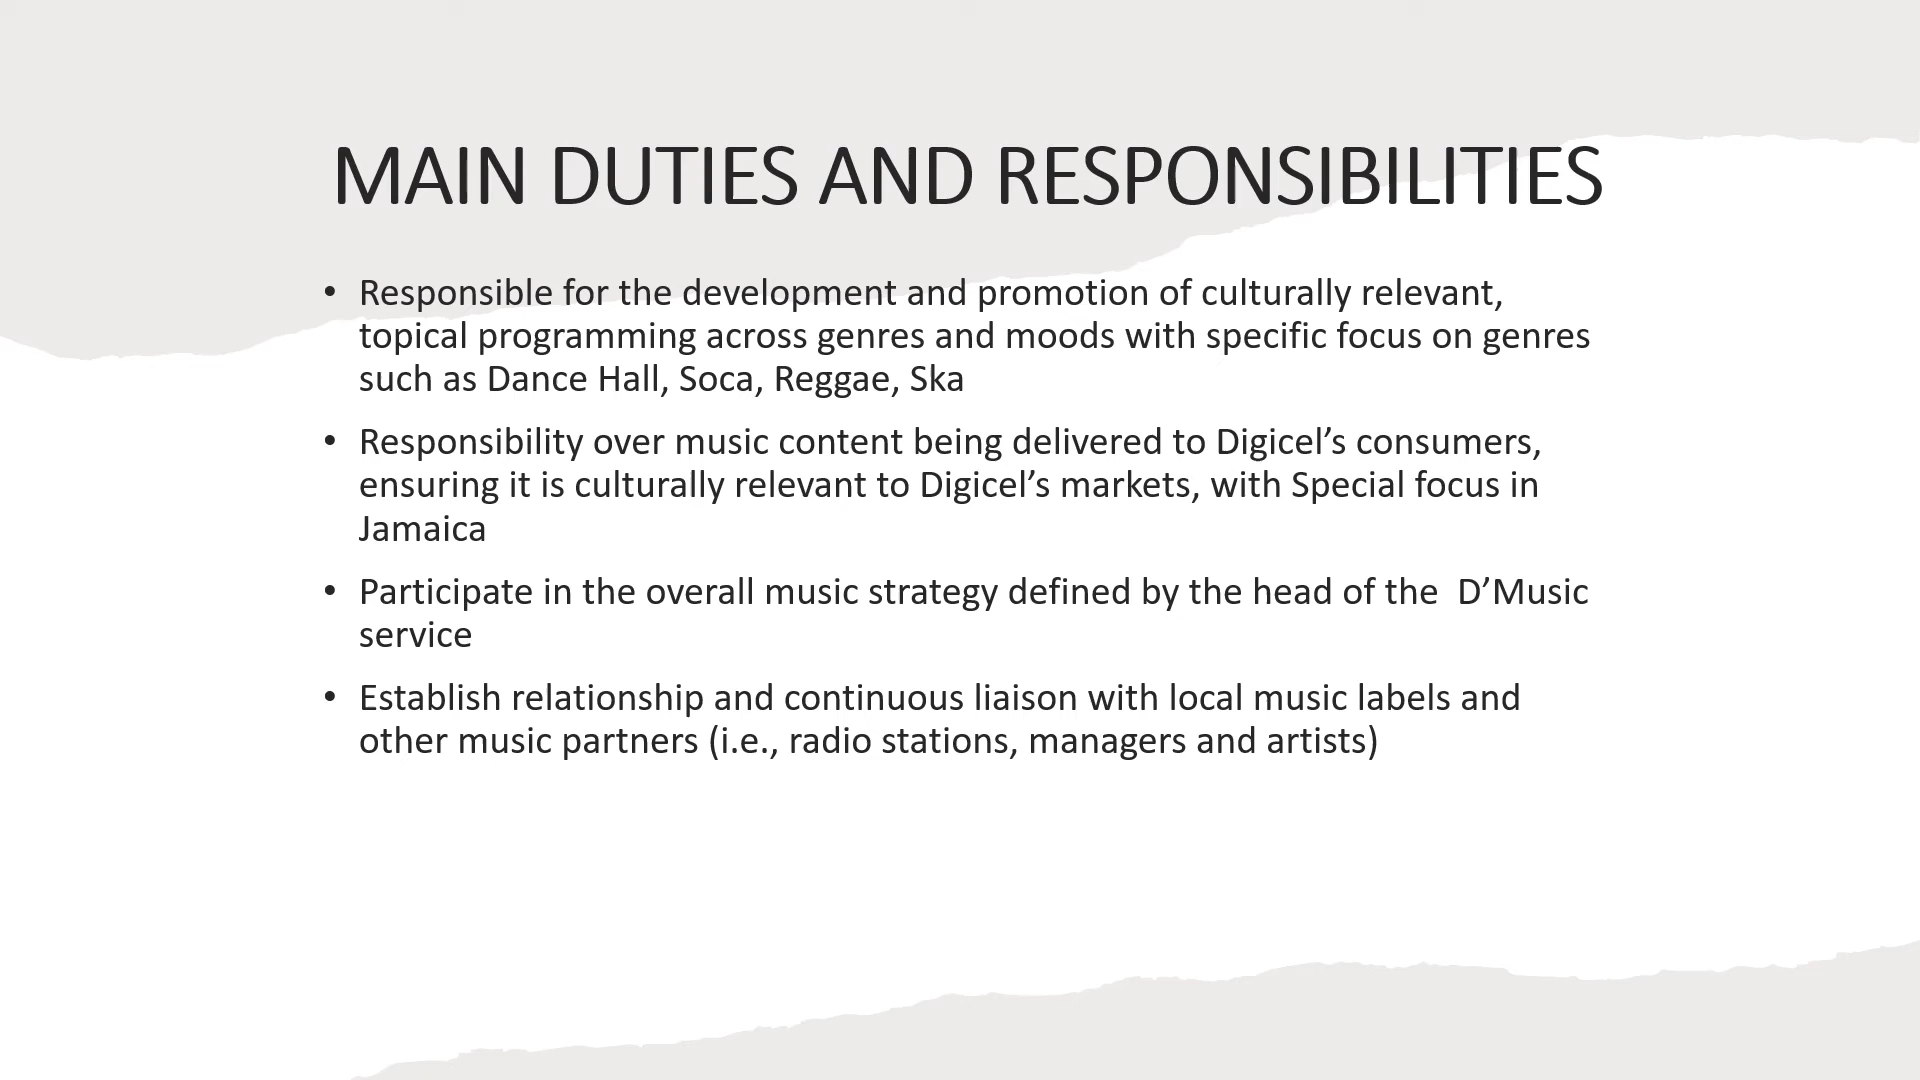 MAIN DUTIES AND RESPONSIBILITIES
• Responsible for the development and promotion of culturally relevant,
topical programming across genres and moods with specific focus on genres
such as Dance Hall, Soca, Reggae, Ska
• Responsibility over music content being delivered to Digicel’s consumers,
ensuring it is culturally relevant to Digicel’s markets, with Special focus in
Jamaica
• Participate in the overall music strategy defined by the head of the  D’Music
service
• Establish relationship and continuous liaison with local music labels and
other music partners (i.e., radio stations, managers and artists)